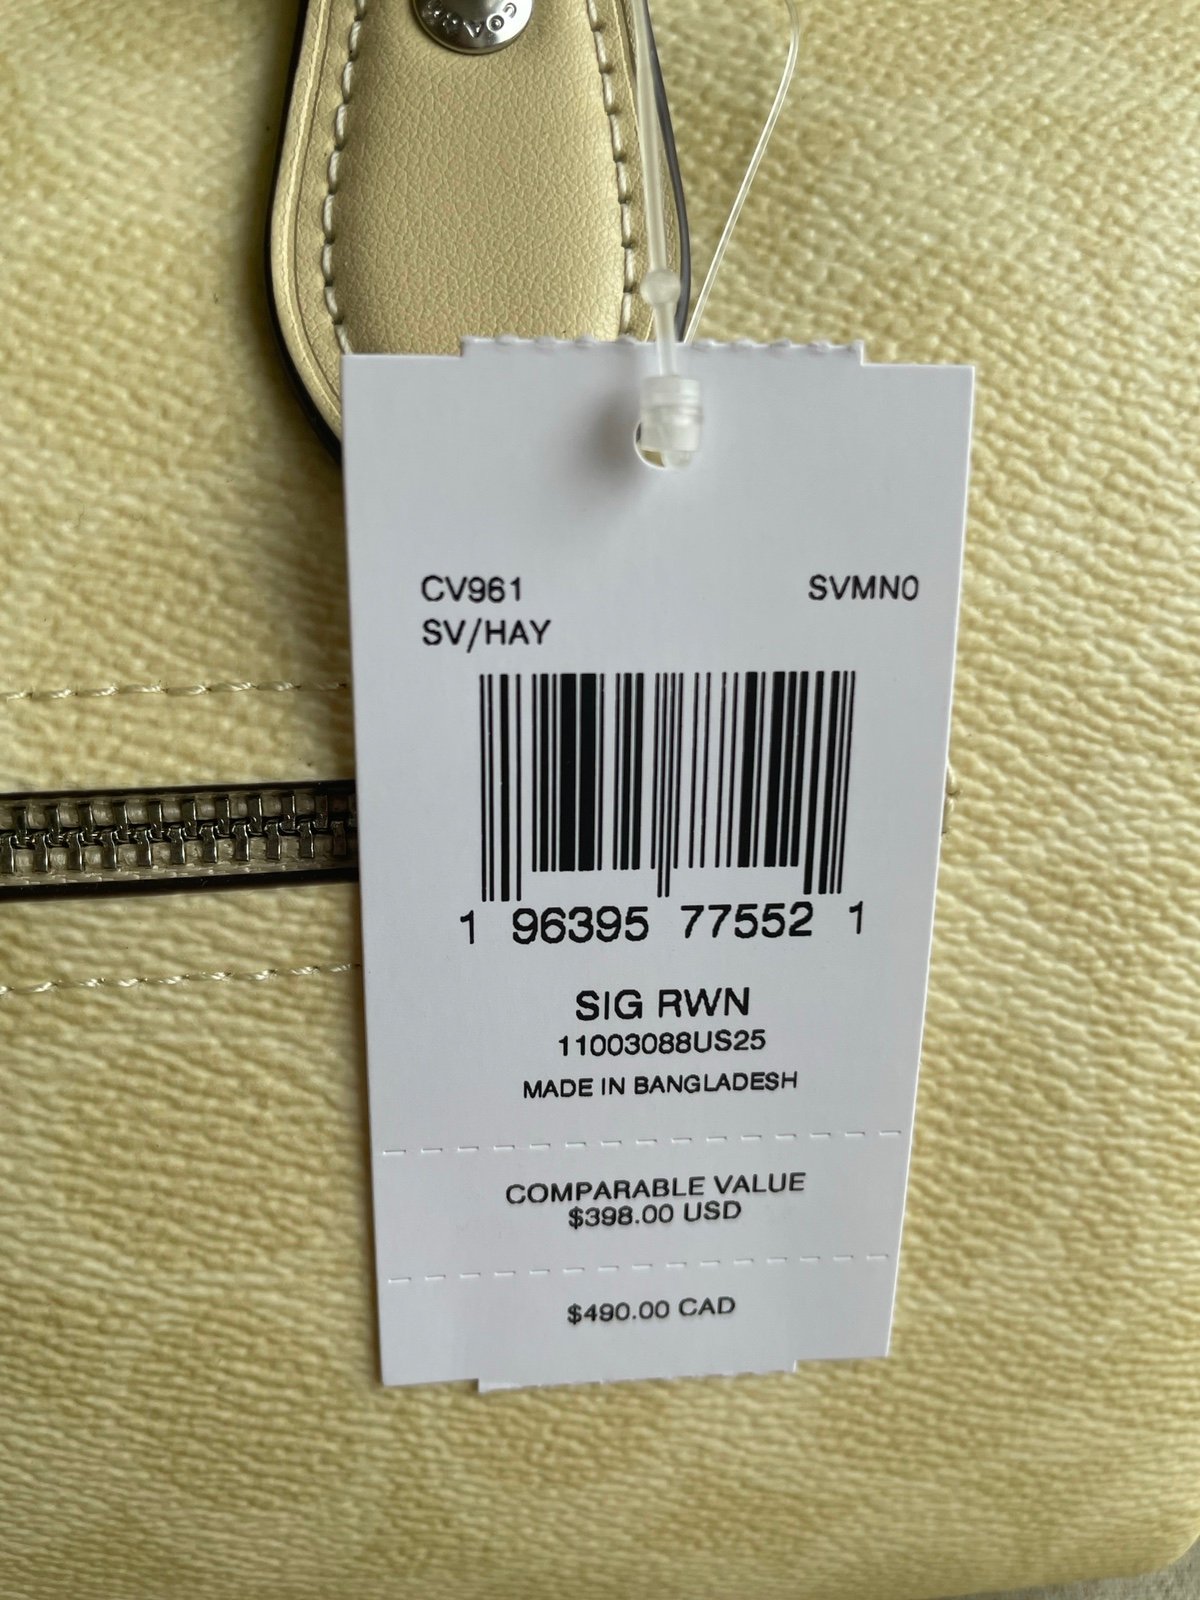 COACH
CV961 SVMN0
SV/HAY
1 96395 77552 1
SIG RWN
11003088US25
MADE IN BANGLADESH
COMPARABLE VALUE
$398.00 USD
$490.00 CAD